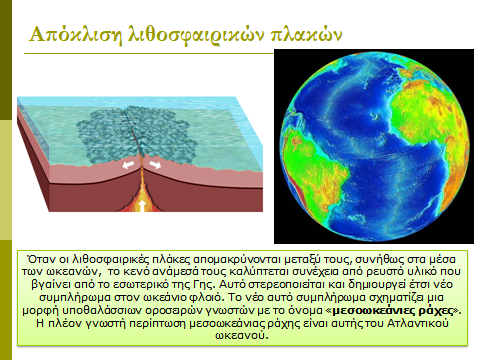 Απόκλιση λιθοσφαιρικών πλακών
Όταν οι λιθοσφαιρικές πλάκες απομακρύνονται μεταξύ τους, συνήθως στα μέσα
των ωκεανών, το κενό ανάμεσά τους καλύπτεται συνέχεια από ρευστό υλικό που
βγαίνει από το εσωτερικό της Γης. Αυτό στερεοποιείται και δημιουργεί έτσι νέο
συμπλήρωμα στον ωκεάνιο φλοιό. Το νέο αυτό συμπλήρωμα σχηματίζει μια
μορφή υποθαλάσσιων οροσειρών γνωστών με το όνομα «μεσοωκεάνιες ράχες».
Η πλέον γνωστή περίπτωση μεσοωκεάνιας ράχης είναι αυτής του Ατλαντικού
ωκεανού.